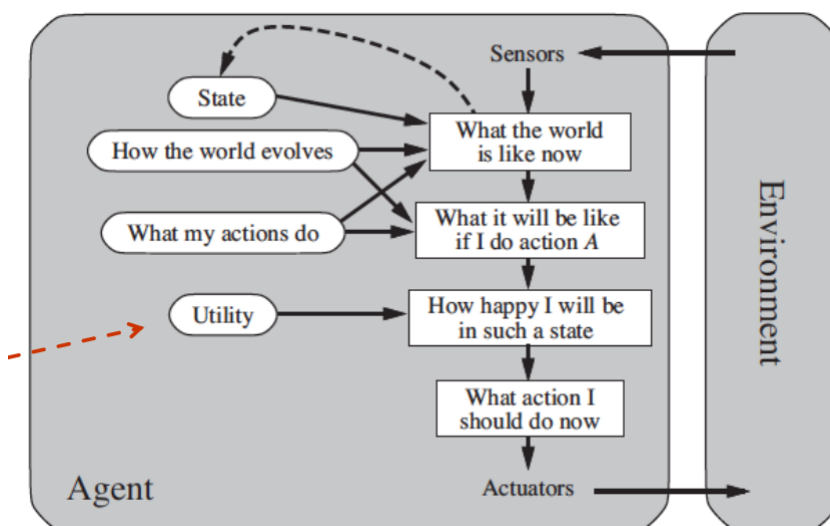 Sensors
State
What the world
is like now
How the world evolves
What it will be like
if I do action A
What my actions do
How happy I will be
in such a state
Utility
What action I
should do now
Agent
Actuators
Environment